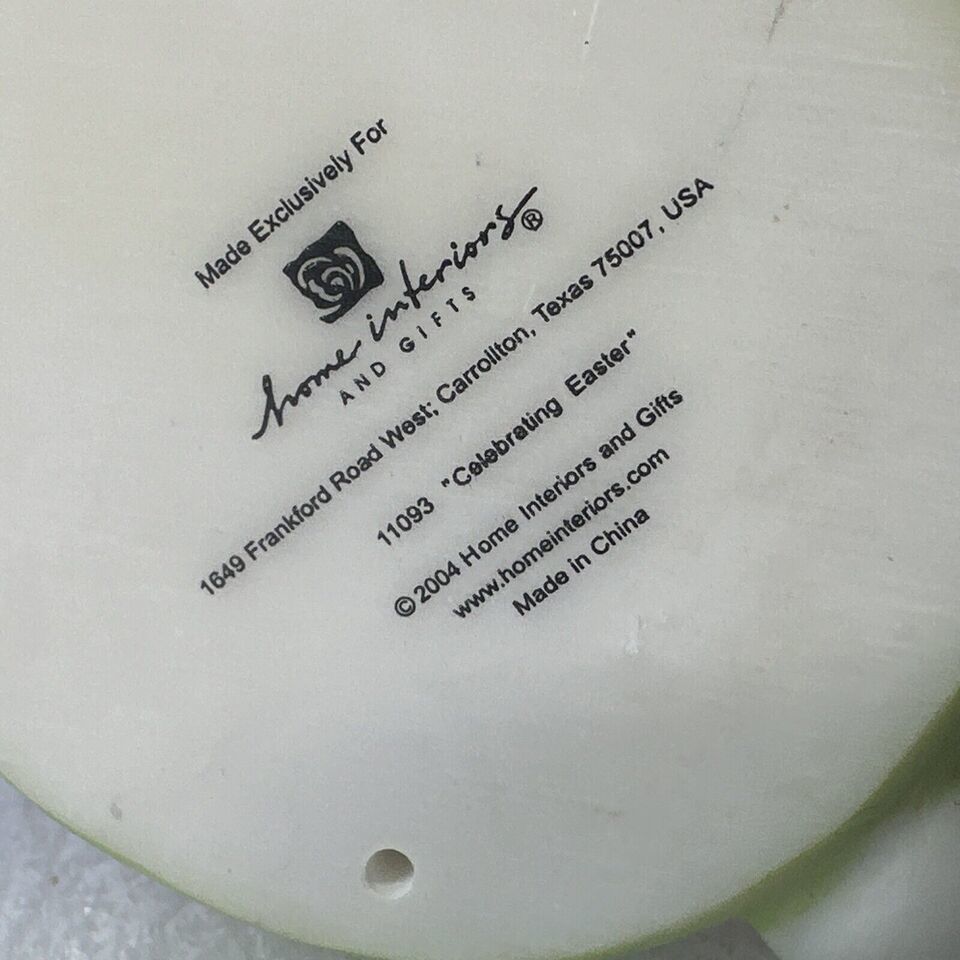 Made Exclusively For
home interiors®
AND GIFTS
1649 Frankford Road West; Carrollton, Texas 75007, USA
11093 "Celebrating Easter"
©2004 Home Interiors and Gifts
www.homeinteriors.com
Made in China